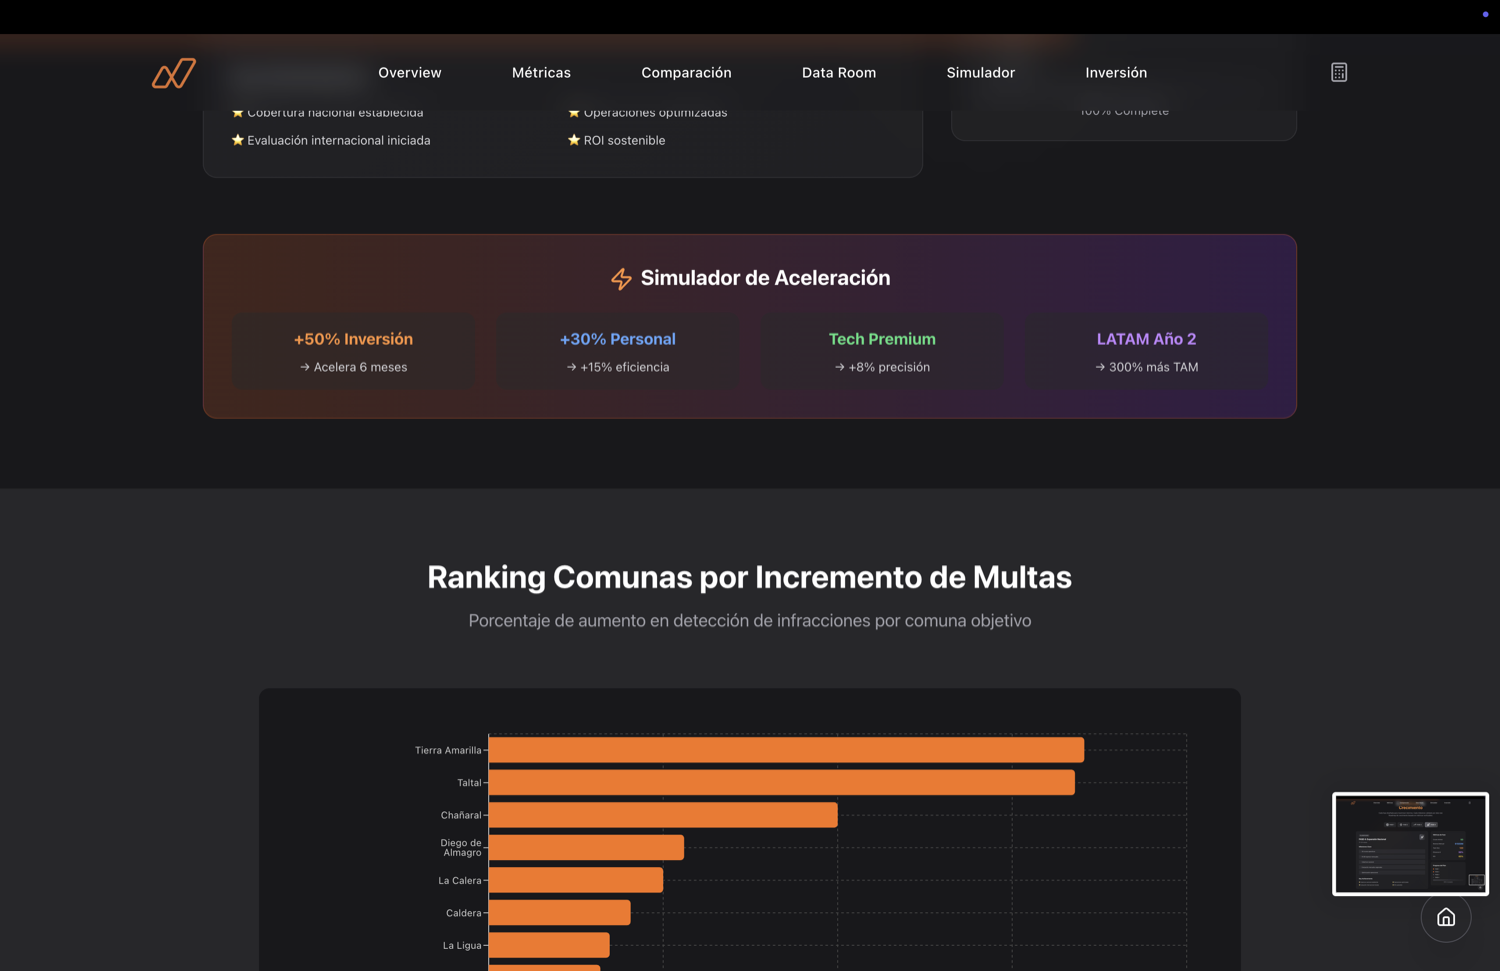 Overview
Métricas
Comparación
Data Room
Simulador
Inversión
⭐ Cobertura nacional establecida
⭐ Operaciones optimizadas
100% Complete
⭐ Evaluación internacional iniciada
⭐ ROI sostenible
Simulador de Aceleración
+50% Inversión
→ Acelera 6 meses
+30% Personal
→ +15% eficiencia
Tech Premium
→ +8% precisión
LATAM Año 2
→ 300% más TAM
Ranking Comunas por Incremento de Multas
Porcentaje de aumento en detección de infracciones por comuna objetivo
Tierra Amarilla
Taltal
Chañaral
Diego de
Almagro
La Calera
Caldera
La Ligua